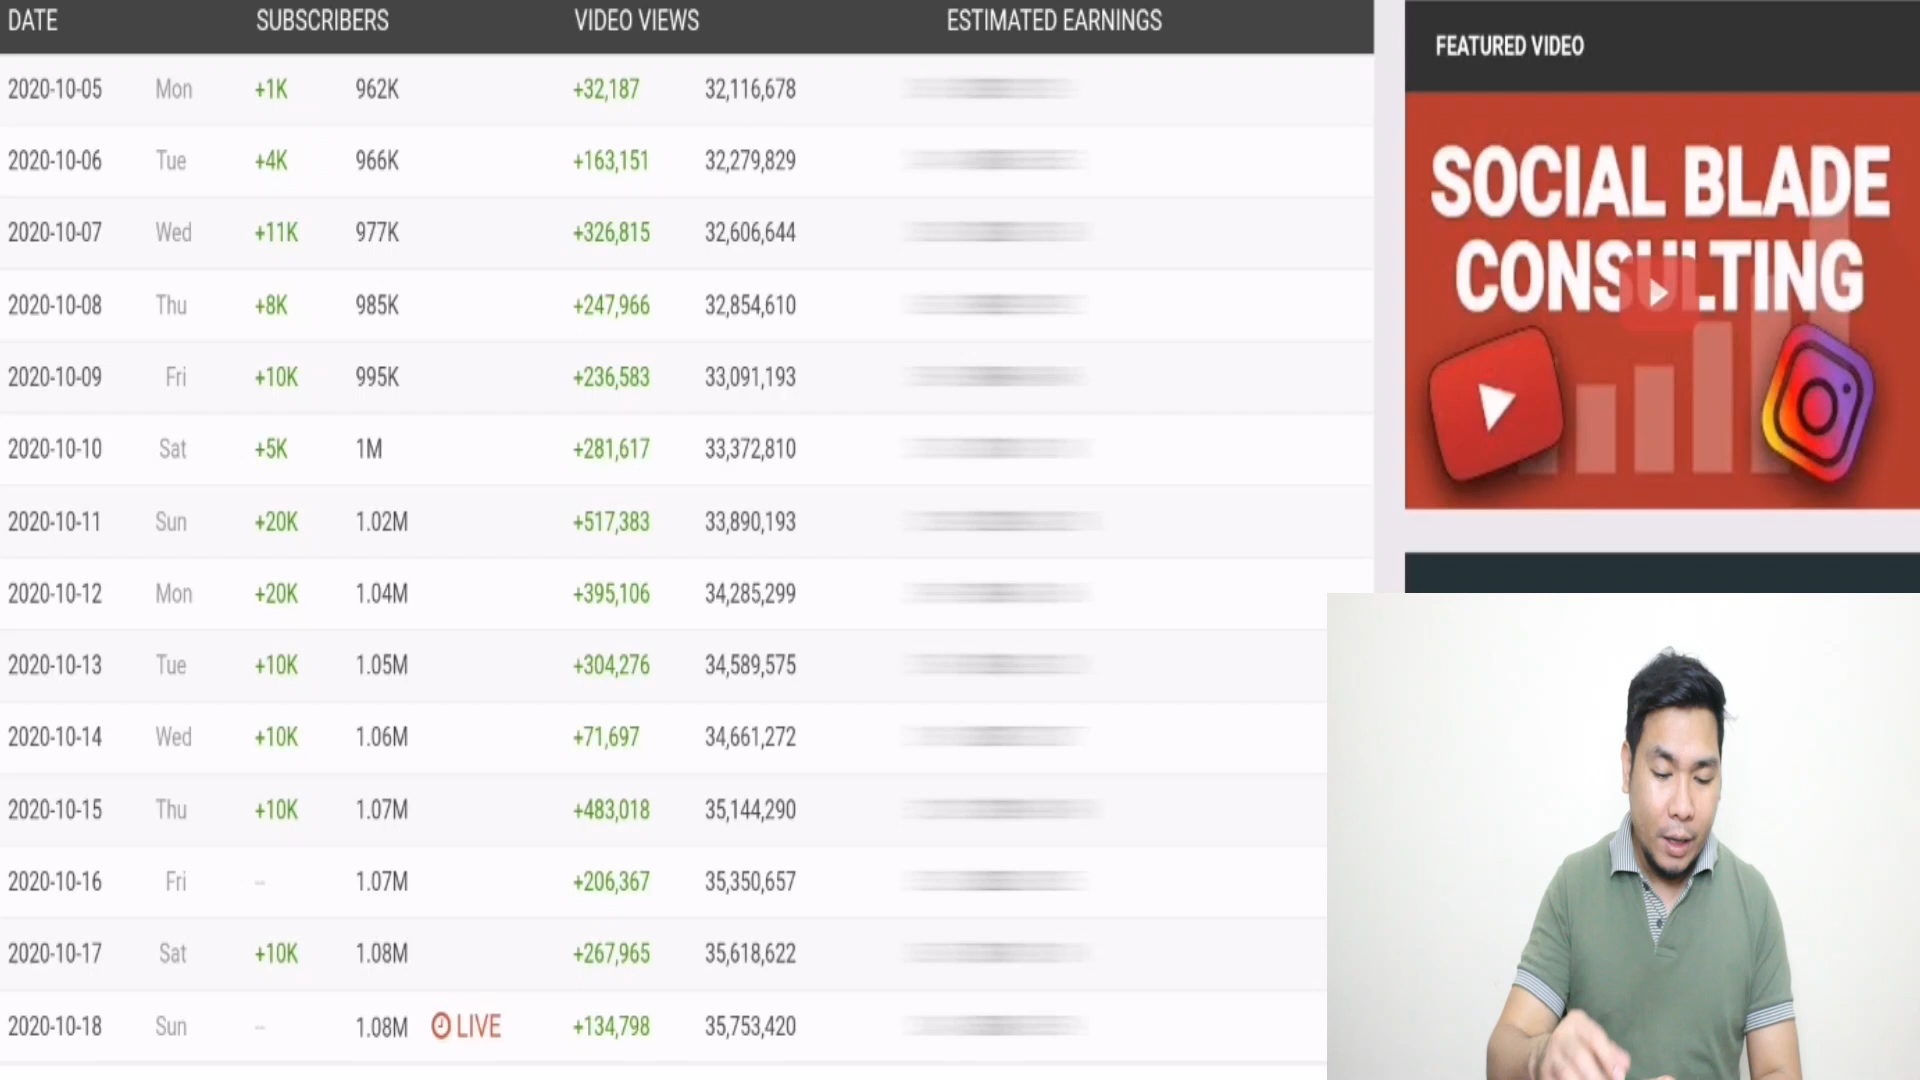 DATE SUBSCRIBERS VIDEO VIEWS ESTIMATED EARNINGS
2020-10-05 Mon +1K 962K +32,187 32,116,678
2020-10-06 Tue +4K 966K +163,151 32,279,829
2020-10-07 Wed +11K 977K +326,815 32,606,644
2020-10-08 Thu +8K 985K +247,966 32,854,610
2020-10-09 Fri +10K 995K +236,583 33,091,193
2020-10-10 Sat +5K 1M +281,617 33,372,810
2020-10-11 Sun +20K 1.02M +517,383 33,890,193
2020-10-12 Mon +20K 1.04M +395,106 34,285,299
2020-10-13 Tue +10K 1.05M +304,276 34,589,575
2020-10-14 Wed +10K 1.06M +71,697 34,661,272
2020-10-15 Thu +10K 1.07M +483,018 35,144,290
2020-10-16 Fri -- 1.07M +206,367 35,350,657
2020-10-17 Sat +10K 1.08M +267,965 35,618,622
2020-10-18 Sun -- 1.08M LIVE +134,798 35,753,420
FEATURED VIDEO
SOCIAL BLADE
CONSULTING